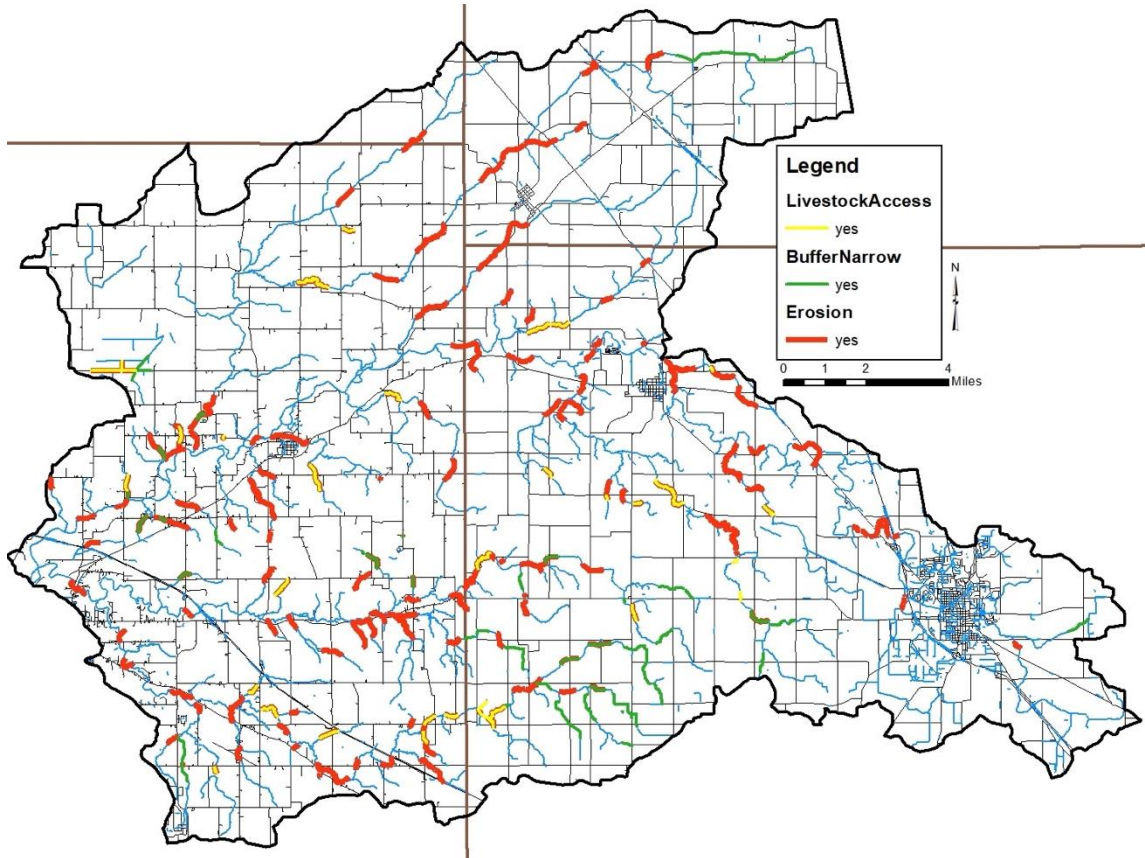 Legend
LivestockAccess
yes
BufferNarrow
yes
Erosion
yes
N
0 1 2 4
Miles